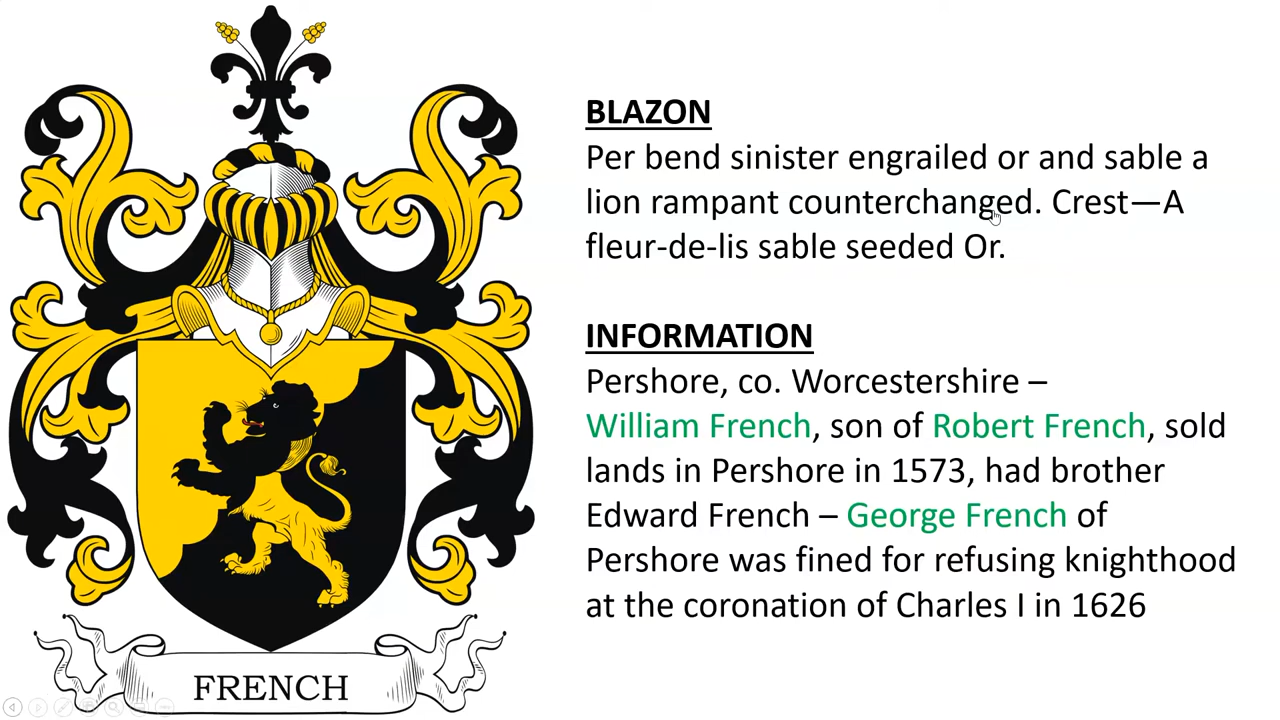 BLAZON
Per bend sinister engrailed or and sable a
lion rampant counterchanged. Crest—A
fleur-de-lis sable seeded Or.
INFORMATION
Pershore, co. Worcestershire –
William French, son of Robert French, sold
lands in Pershore in 1573, had brother
Edward French – George French of
Pershore was fined for refusing knighthood
at the coronation of Charles I in 1626
FRENCH